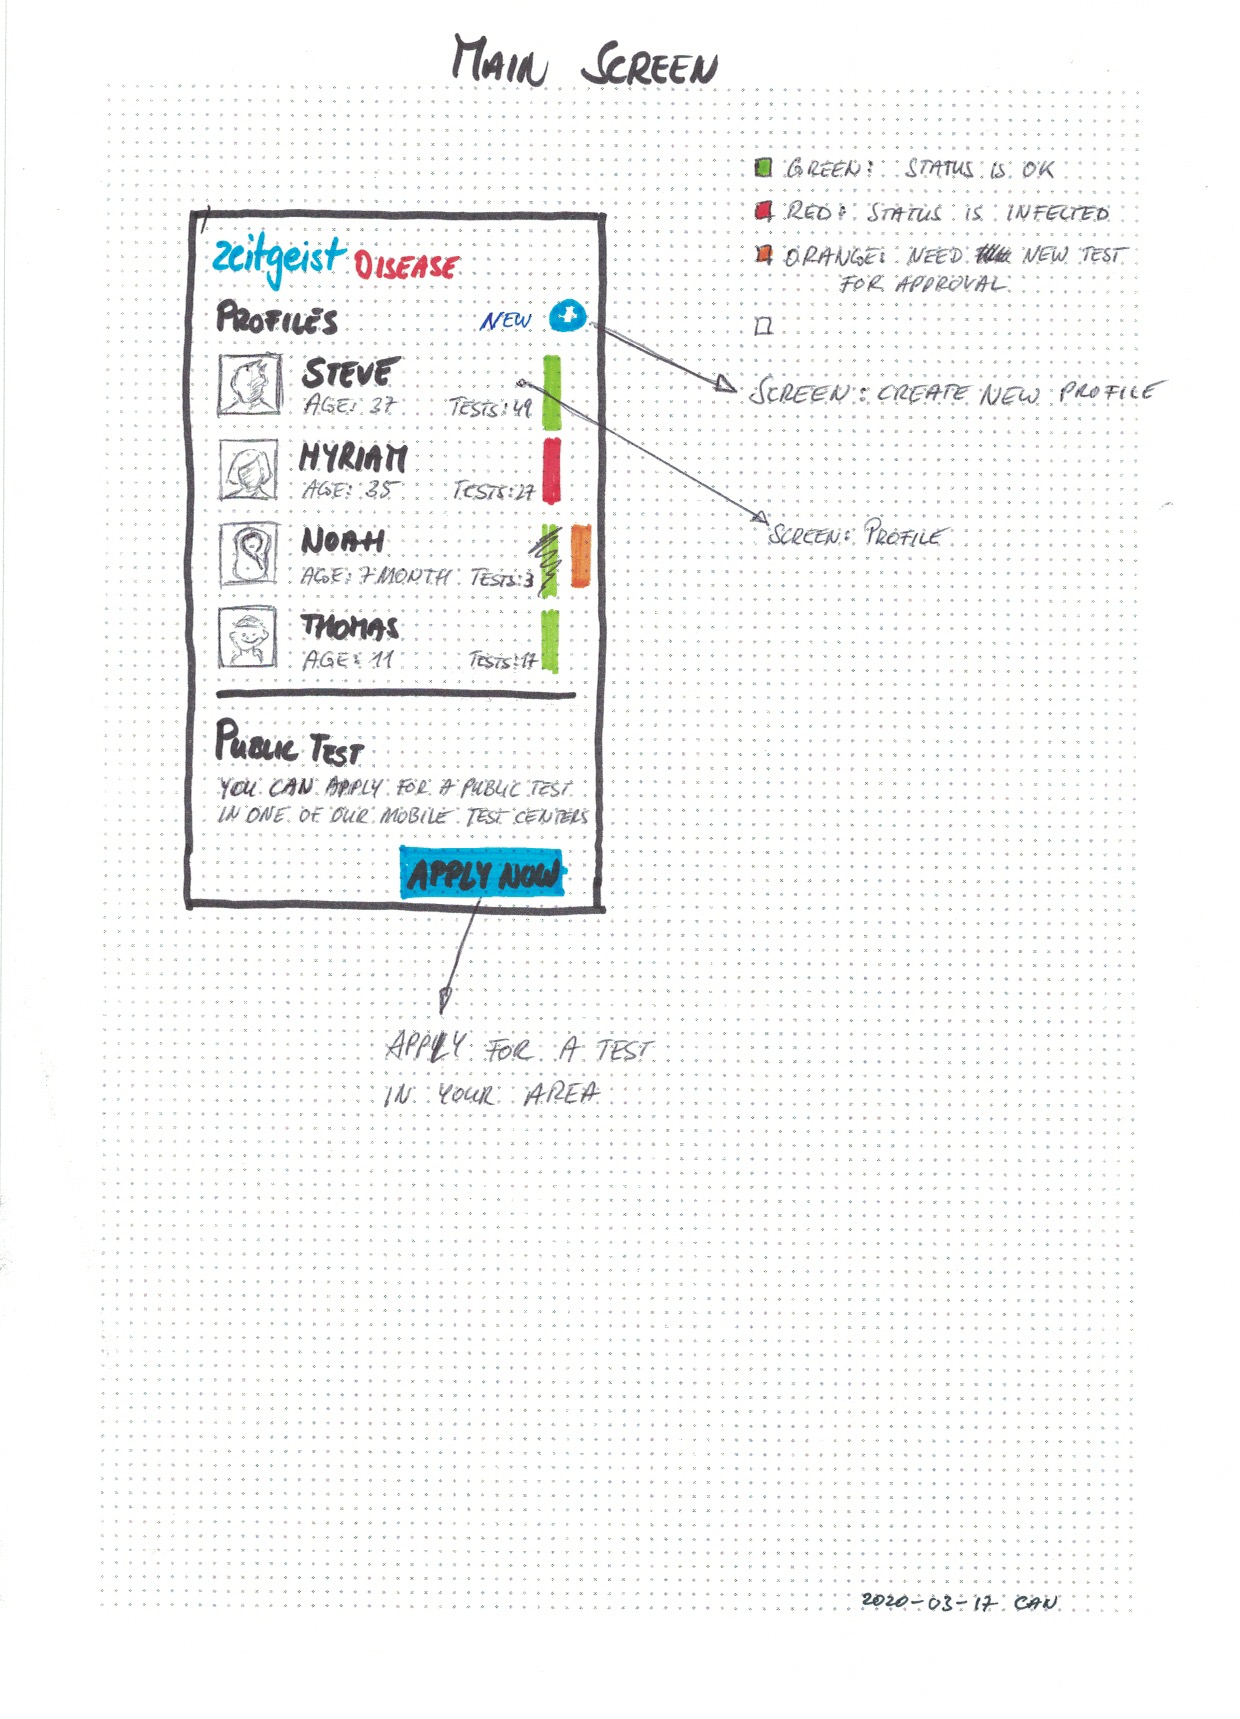 MAIN SCREEN
GREEN: STATUS IS OK
RED: STATUS IS INFECTED
ORANGE: NEED NEW TEST
FOR APPROVAL
zeitgeist DISEASE
PROFILES NEW +
SCREEN: CREATE NEW PROFILE
STEVE
AGE: 37 TESTS: 49
MYRIAM
AGE: 35 TESTS: 27
SCREEN: PROFILE
NOAH
AGE: 7 MONTH TESTS: 3
THOMAS
AGE: 11 TESTS: 17
PUBLIC TEST
YOU CAN APPLY FOR A PUBLIC TEST
IN ONE OF OUR MOBILE TEST CENTERS
APPLY NOW
APPLY FOR A TEST
IN YOUR AREA
2020-03-17 CAN